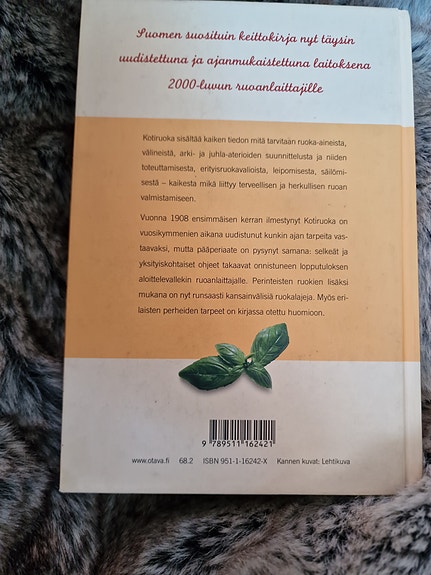 Suomen suosituin keittokirja nyt täysin
uudistettuna ja ajanmukaistettuna laitoksena
2000-luvun ruoanlaittajille
Kotiruoka sisältää kaiken tiedon mitä tarvitaan ruoka-aineista,
välineistä, arki- ja juhla-aterioiden suunnittelusta ja niiden
toteuttamisesta, erityisruokavalioista, leipomisesta, säilömi-
sestä – kaikesta mikä liittyy terveellisen ja herkullisen ruoan
valmistamiseen.
Vuonna 1908 ensimmäisen kerran ilmestynyt Kotiruoka on
vuosikymmenien aikana uudistunut kunkin ajan tarpeita vas-
taavaksi, mutta pääperiaate on pysynyt samana: selkeät ja
yksityiskohtaiset ohjeet takaavat onnistuneen lopputuloksen
aloittelevallekin ruoanlaittajalle. Perinteisten ruokien lisäksi
mukana on nyt runsaasti kansainvälisiä ruokalajeja. Myös eri-
laisten perheiden tarpeet on kirjassa otettu huomioon.
9 789511 162421
www.otava.fi 68.2 ISBN 951-1-16242-X Kannen kuvat: Lehtikuva